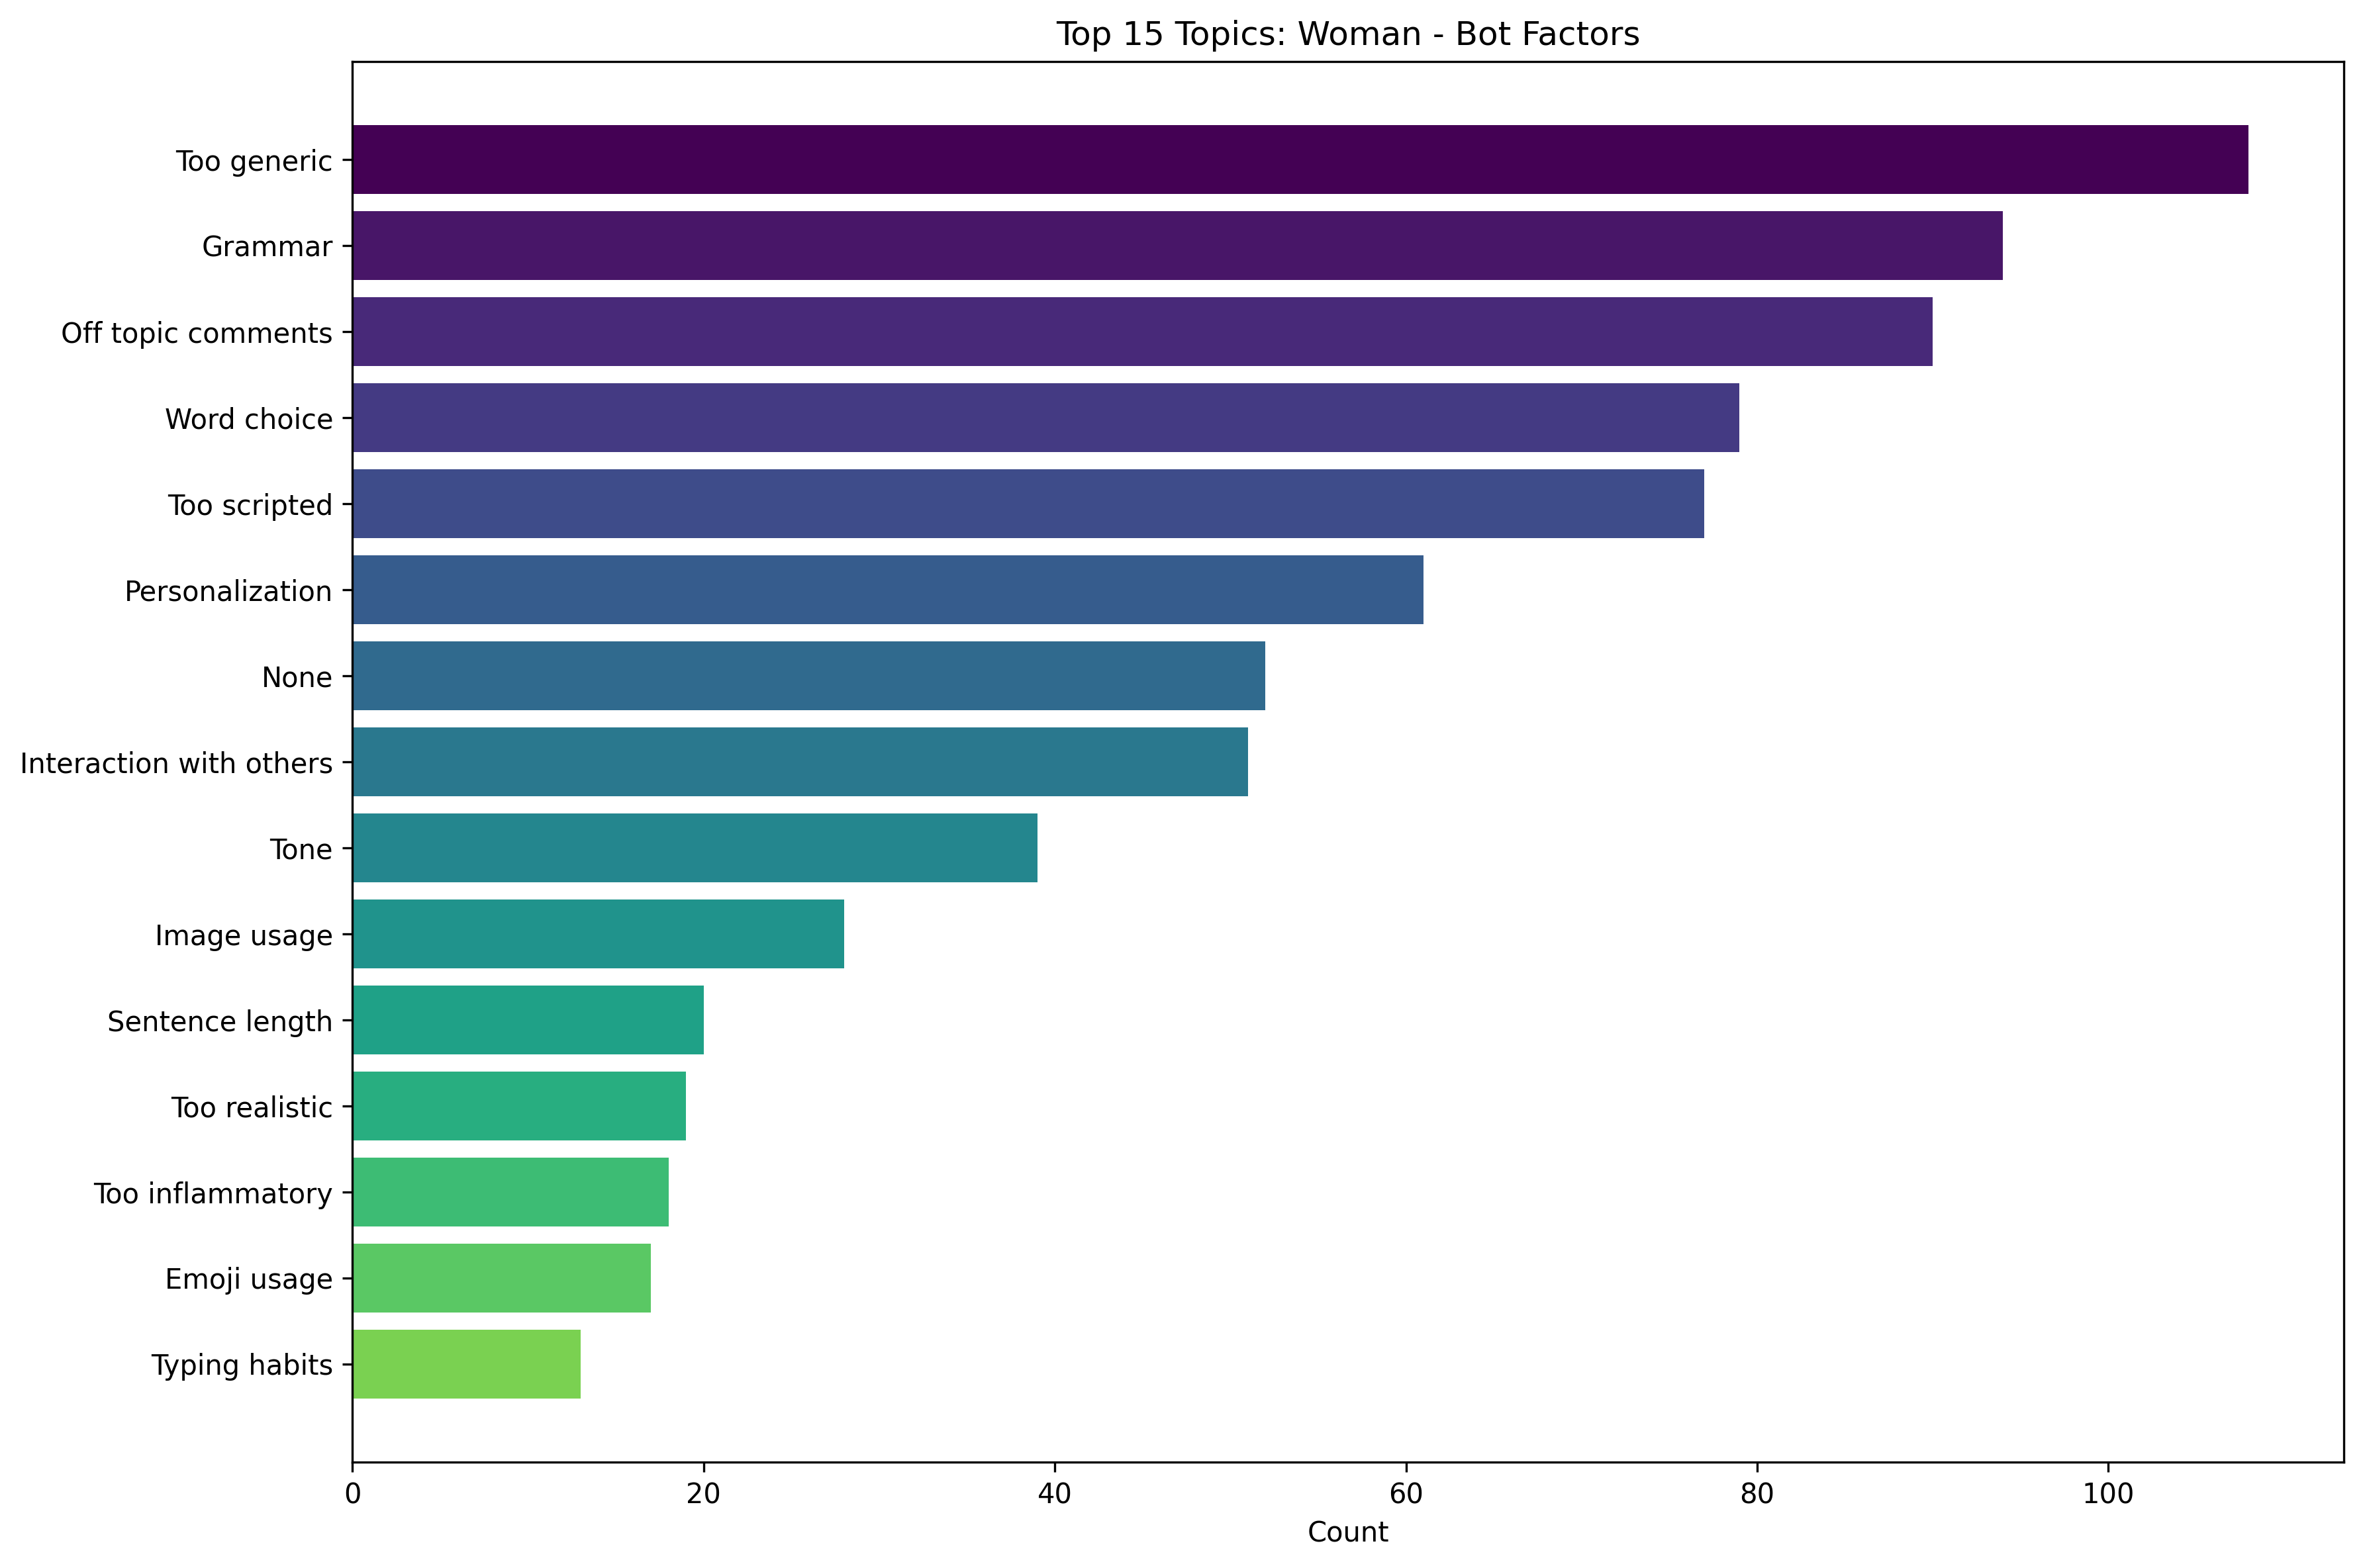 Top 15 Topics: Woman - Bot Factors
Too generic
Grammar
Off topic comments
Word choice
Too scripted
Personalization
None
Interaction with others
Tone
Image usage
Sentence length
Too realistic
Too inflammatory
Emoji usage
Typing habits
0 20 40 60 80 100
Count